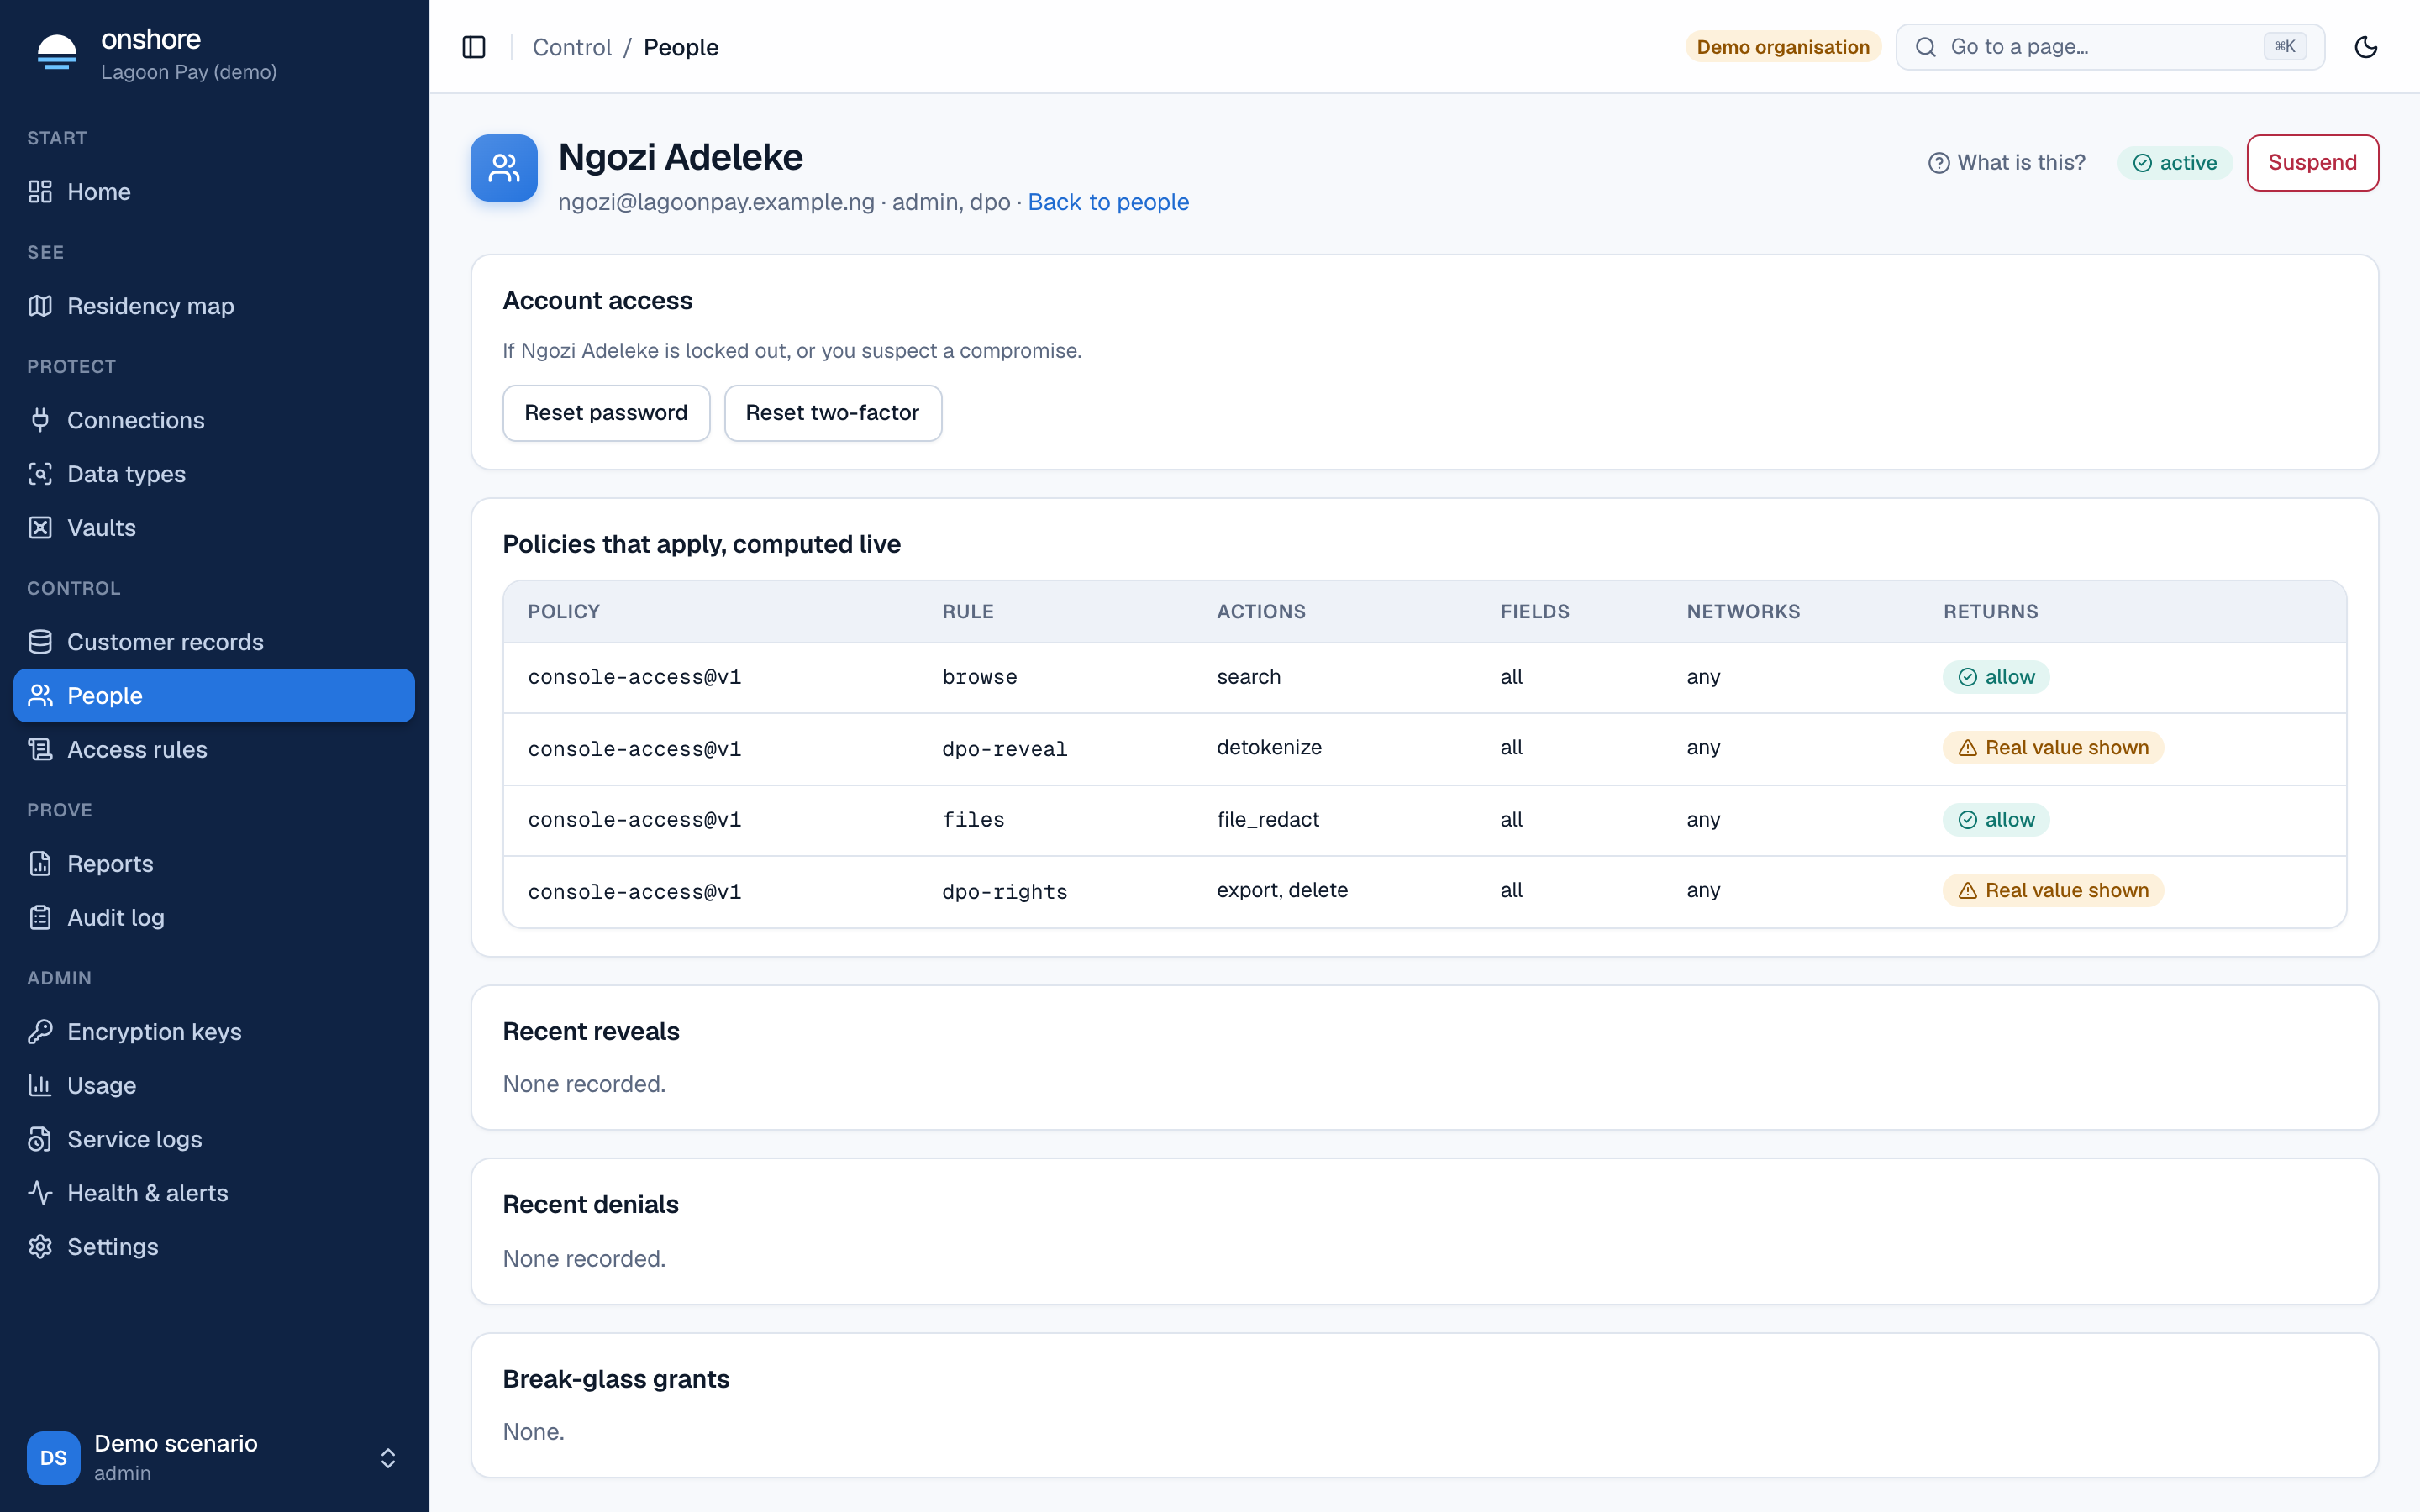 onshore
Lagoon Pay (demo)
START
Home
SEE
Residency map
PROTECT
Connections
Data types
Vaults
CONTROL
Customer records
People
Access rules
PROVE
Reports
Audit log
ADMIN
Encryption keys
Usage
Service logs
Health & alerts
Settings
DS
Demo scenario
admin
Control / People
Demo organisation
Go to a page...
⌘K
Ngozi Adeleke
ngozi@lagoonpay.example.ng · admin, dpo · Back to people
What is this?
active
Suspend
Account access
If Ngozi Adeleke is locked out, or you suspect a compromise.
Reset password Reset two-factor
Policies that apply, computed live
POLICY RULE ACTIONS FIELDS NETWORKS RETURNS
console-access@v1 browse search all any allow
console-access@v1 dpo-reveal detokenize all any Real value shown
console-access@v1 files file_redact all any allow
console-access@v1 dpo-rights export, delete all any Real value shown
Recent reveals
None recorded.
Recent denials
None recorded.
Break-glass grants
None.